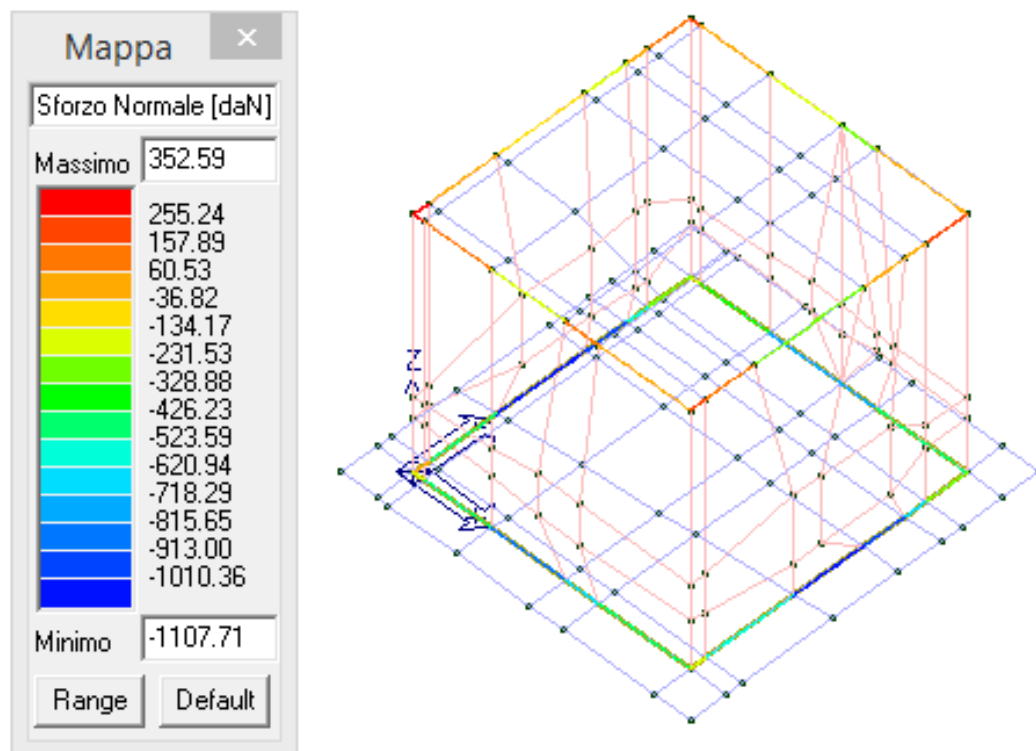 Mappa
Sforzo Normale [daN]
Massimo 352.59
255.24
157.89
60.53
-36.82
-134.17
-231.53
-328.88
-426.23
-523.59
-620.94
-718.29
-815.65
-913.00
-1010.36
Minimo -1107.71
Range Default
Z